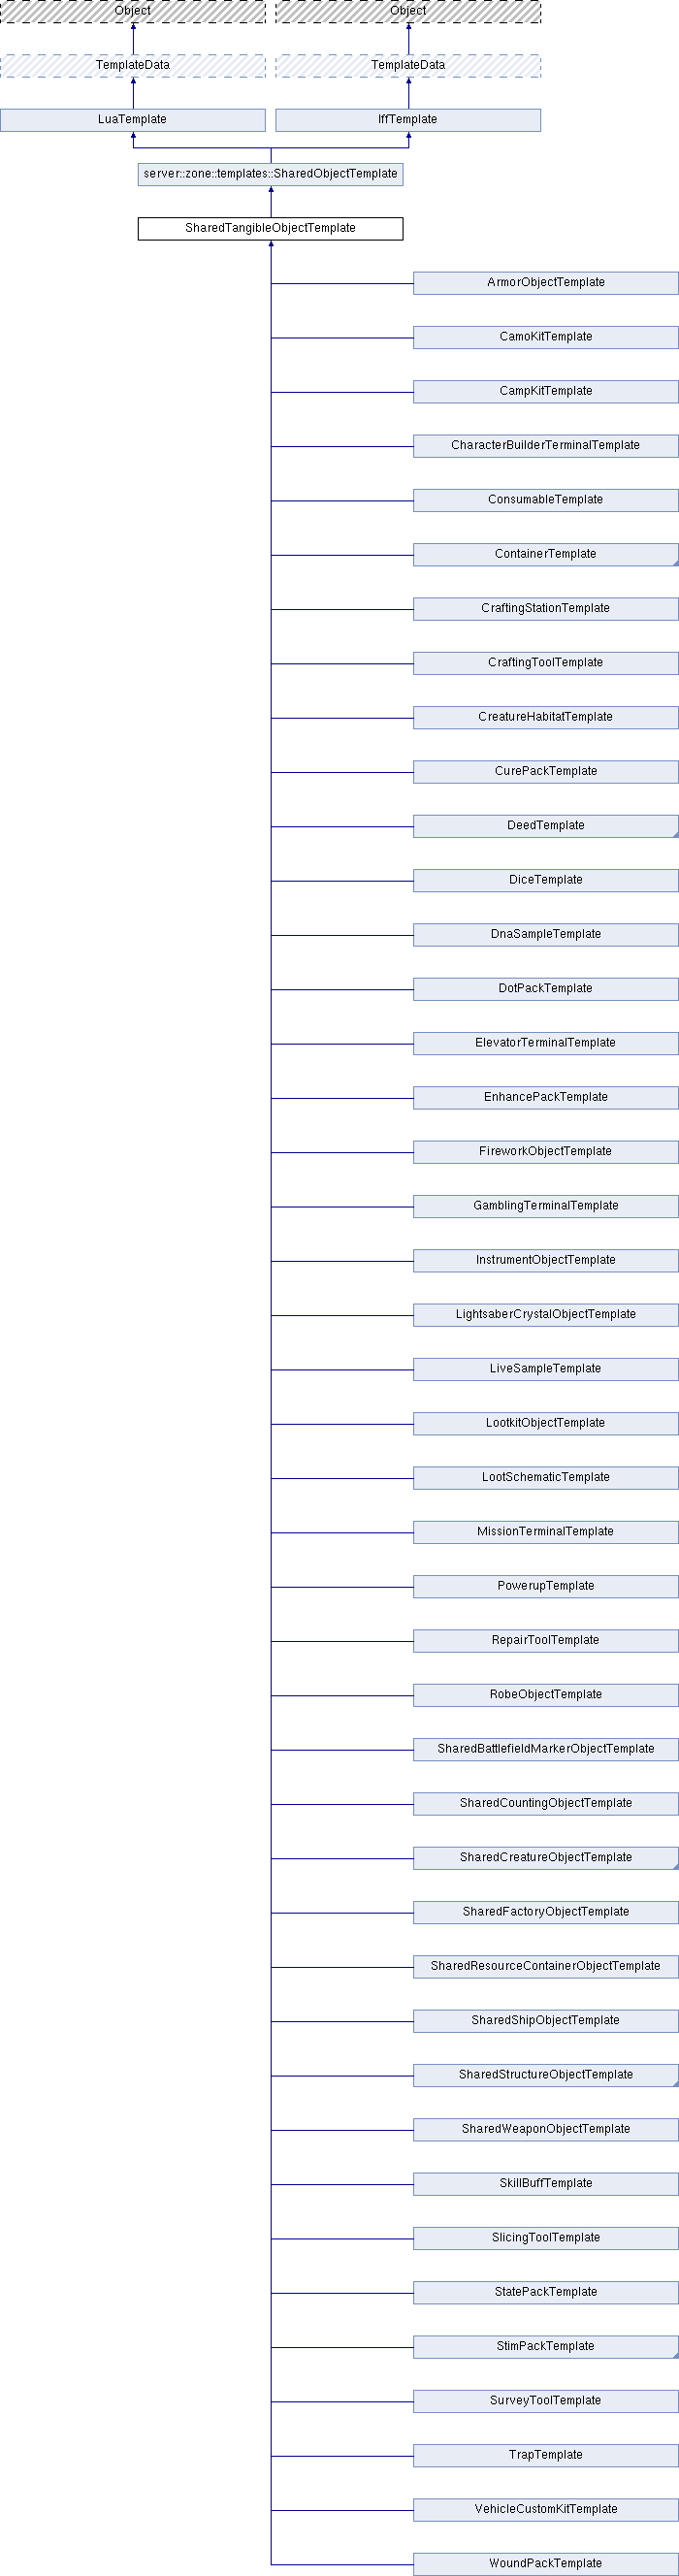 Object
Object
TemplateData
TemplateData
LuaTemplate
IffTemplate
server::zone::templates::SharedObjectTemplate
SharedTangibleObjectTemplate
ArmorObjectTemplate
CamoKitTemplate
CampKitTemplate
CharacterBuilderTerminalTemplate
ConsumableTemplate
ContainerTemplate
CraftingStationTemplate
CraftingToolTemplate
CreatureHabitatTemplate
CurePackTemplate
DeedTemplate
DiceTemplate
DnaSampleTemplate
DotPackTemplate
ElevatorTerminalTemplate
EnhancePackTemplate
FireworkObjectTemplate
GamblingTerminalTemplate
InstrumentObjectTemplate
LightsaberCrystalObjectTemplate
LiveSampleTemplate
LootkitObjectTemplate
LootSchematicTemplate
MissionTerminalTemplate
PowerupTemplate
RepairToolTemplate
RobeObjectTemplate
SharedBattlefieldMarkerObjectTemplate
SharedCountingObjectTemplate
SharedCreatureObjectTemplate
SharedFactoryObjectTemplate
SharedResourceContainerObjectTemplate
SharedShipObjectTemplate
SharedStructureObjectTemplate
SharedWeaponObjectTemplate
SkillBuffTemplate
SlicingToolTemplate
StatePackTemplate
StimPackTemplate
SurveyToolTemplate
TrapTemplate
VehicleCustomKitTemplate
WoundPackTemplate